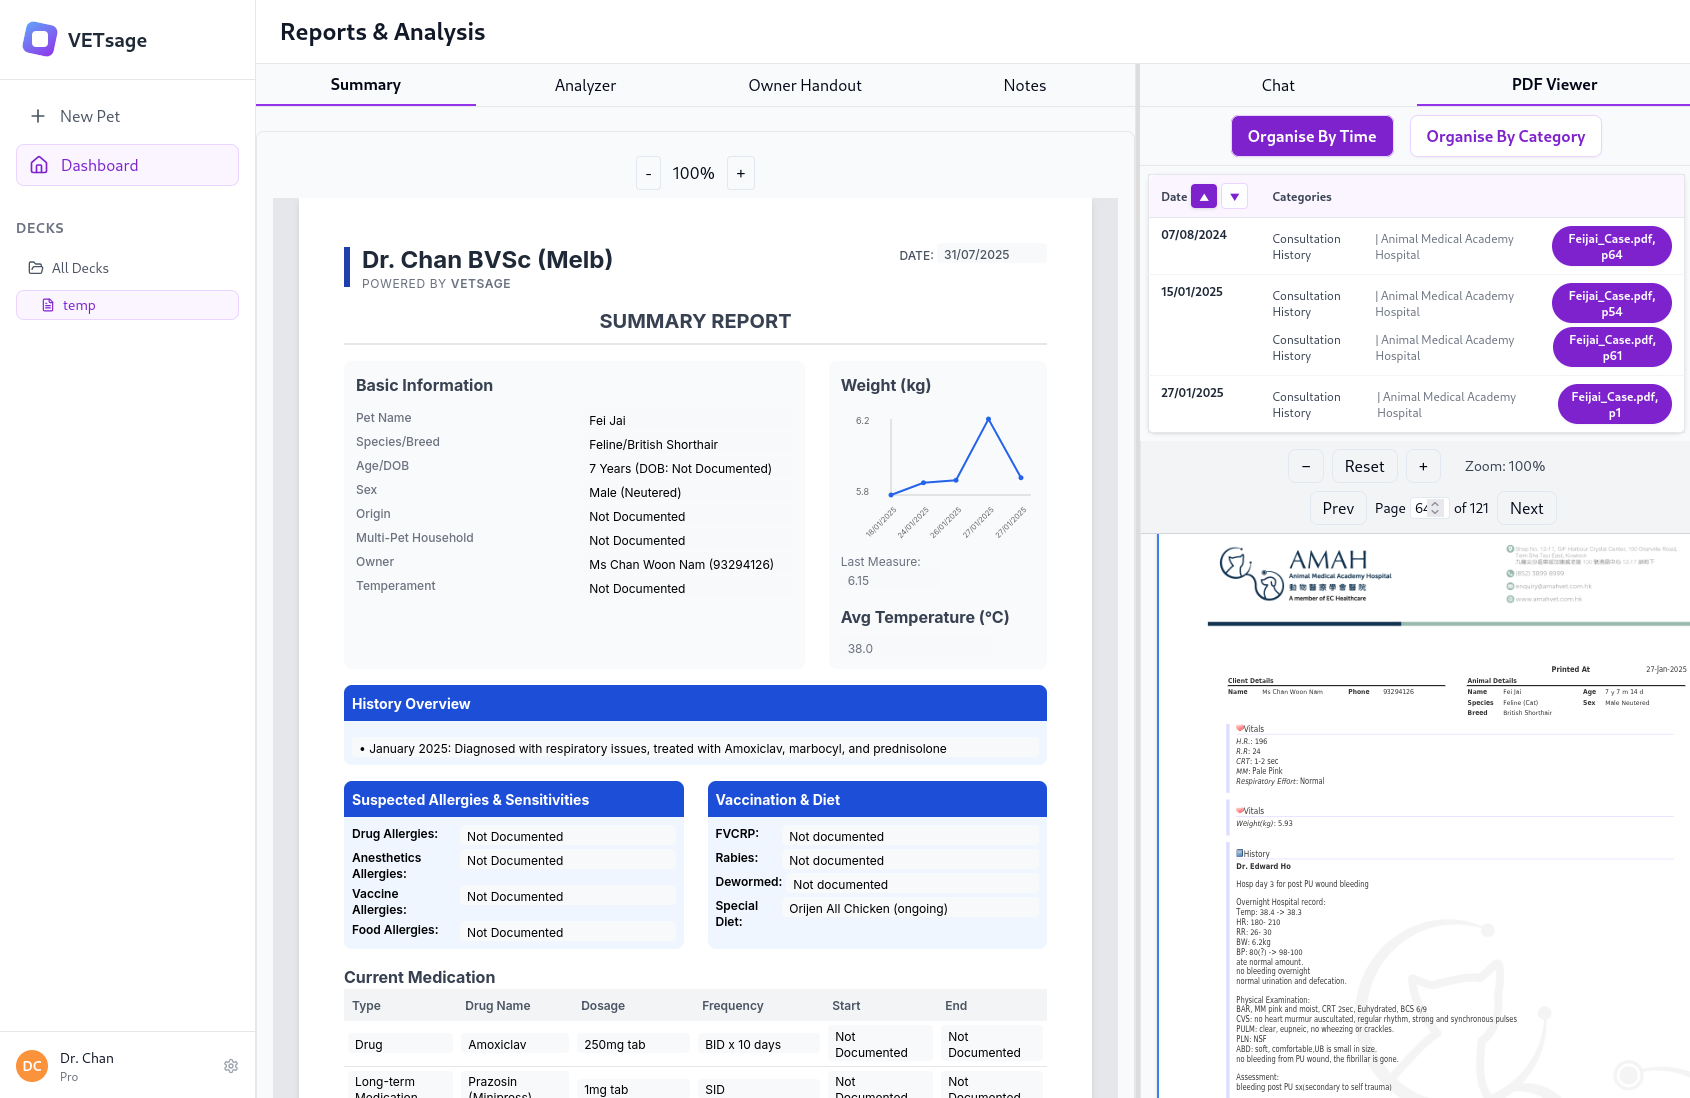 VETsage
New Pet
Dashboard
DECKS
All Decks
temp
Dr. Chan
Pro
DC
Reports & Analysis
Summary
Analyzer
Owner Handout
Notes
- 100% +
Dr. Chan BVSc (Melb)
POWERED BY VETSAGE
DATE: 31/07/2025
SUMMARY REPORT
Basic Information
Pet Name Fei Jai
Species/Breed Feline/British Shorthair
Age/DOB 7 Years (DOB: Not Documented)
Sex Male (Neutered)
Origin Not Documented
Multi-Pet Household Not Documented
Owner Ms Chan Woon Nam (93294126)
Temperament Not Documented
Weight (kg)
6.2
5.8
18/01/2025 24/01/2025 26/01/2025 27/01/2025 27/01/2025
Last Measure:
6.15
Avg Temperature (°C)
38.0
History Overview
• January 2025: Diagnosed with respiratory issues, treated with Amoxiclav, marbocyl, and prednisolone
Suspected Allergies & Sensitivities
Drug Allergies: Not Documented
Anesthetics Allergies: Not Documented
Vaccine Allergies: Not Documented
Food Allergies: Not Documented
Vaccination & Diet
FVCRP: Not documented
Rabies: Not documented
Dewormed: Not documented
Special Diet: Orijen All Chicken (ongoing)
Current Medication
Type Drug Name Dosage Frequency Start End
Drug Amoxiclav 250mg tab BID x 10 days Not Documented Not Documented
Long-term Medication Prazosin (Minipress) 1mg tab SID Not Documented Not Documented
Chat
PDF Viewer
Organise By Time
Organise By Category
Date ▲ ▼ Categories
07/08/2024 Consultation History | Animal Medical Academy Hospital Feijai_Case.pdf, p64
15/01/2025 Consultation History | Animal Medical Academy Hospital Feijai_Case.pdf, p54
Consultation History | Animal Medical Academy Hospital Feijai_Case.pdf, p61
27/01/2025 Consultation History | Animal Medical Academy Hospital Feijai_Case.pdf, p1
− Reset + Zoom: 100%
Prev Page 64 of 121 Next
AMAH
Animal Medical Academy Hospital
動物醫療學會醫院
A member of EC Healthcare
(852) 3899 8999
enquiry@amahvet.com.hk
www.amahvet.com.hk
Printed At 27-Jan-2025
Client Details
Name Ms Chan Woon Nam Phone 93294126
Animal Details
Name Fei Jai Age 7 y 7 m 14 d
Species Feline (Cat) Sex Male Neutered
Breed British Shorthair
Vitals
H.R.: 196
R.R: 24
CRT: 1-2 sec
MM: Pale Pink
Respiratory Effort: Normal
Vitals
Weight(kg): 5.93
History
Dr. Edward Ho
Hosp day 3 for post PU wound bleeding
Overnight Hospital record:
Temp: 38.4 -> 38.3
HR: 180- 210
RR: 26- 30
BW: 6.2kg
BP: 80(?) -> 98-100
ate normal amount.
no bleeding overnight
normal urination and defecation.
Physical Examination:
BAR, MM pink and moist, CRT 2sec, Euhydrated, BCS 6/9
CVS: no heart murmur auscultated, regular rhythm, strong and synchronous pulses
PULM: clear, eupneic, no wheezing or crackles.
PLN: NSF
ABD: soft, comfortable,UB is small in size.
no bleeding from PU wound, the fibrillar is gone.
Assessment:
bleeding post PU sx(secondary to self trauma)